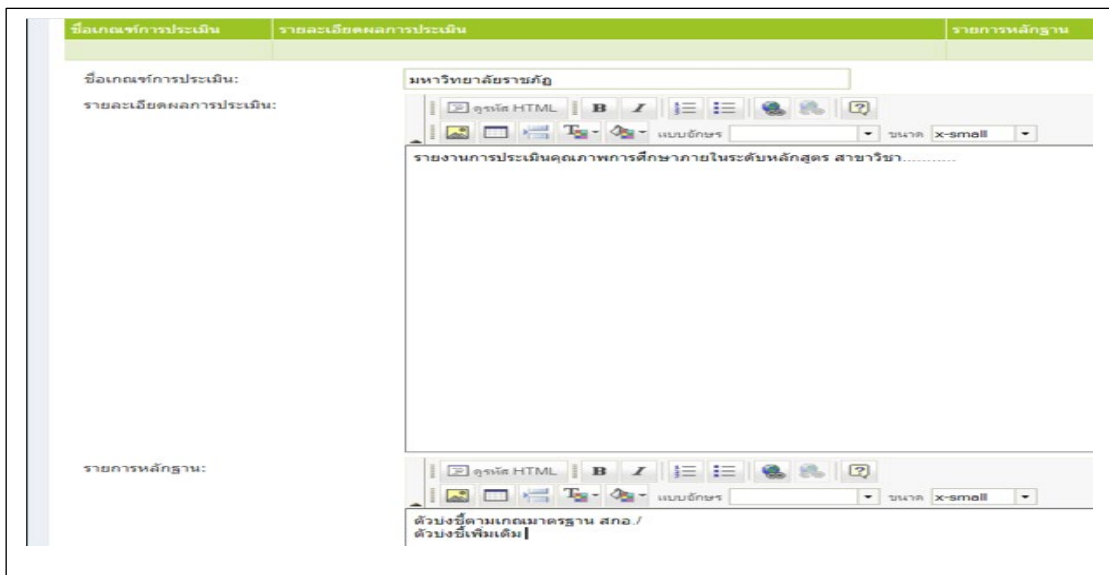 ชื่อเกณฑ์การประเมิน รายละเอียดผลการประเมิน รายการหลักฐาน
ชื่อเกณฑ์การประเมิน: มหาวิทยาลัยราชภัฏ
รายละเอียดผลการประเมิน: ดูรหัส HTML B I
แบบอักษร ขนาด x-small
รายงานการประเมินคุณภาพการศึกษาภายในระดับหลักสูตร สาขาวิชา...........
รายการหลักฐาน: ดูรหัส HTML B I
แบบอักษร ขนาด x-small
ตัวบ่งชี้ตามเกณฑ์มาตรฐาน สกอ./
ตัวบ่งชี้เพิ่มเติม